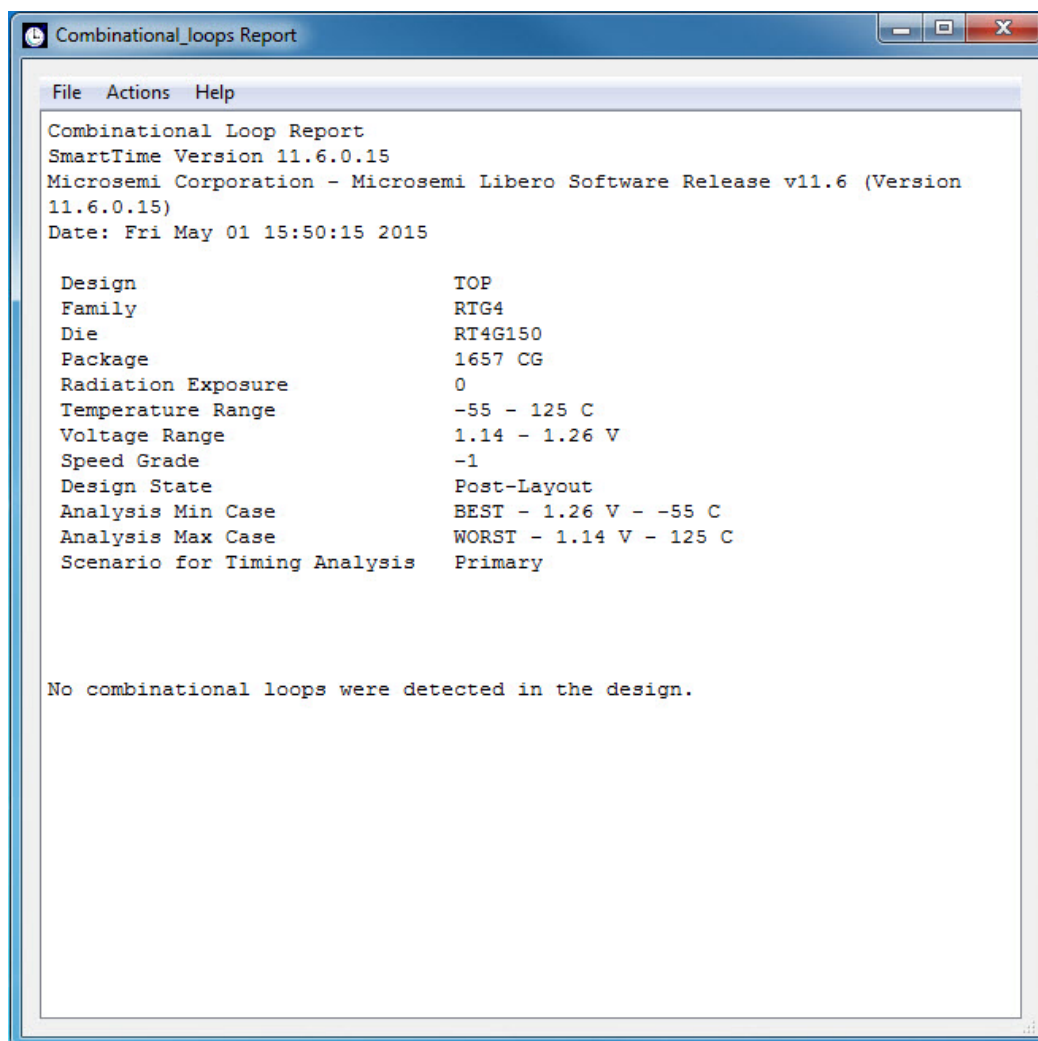 Combinational_loops Report
File Actions Help
Combinational Loop Report
SmartTime Version 11.6.0.15
Microsemi Corporation - Microsemi Libero Software Release v11.6 (Version
11.6.0.15)
Date: Fri May 01 15:50:15 2015
Design TOP
Family RTG4
Die RT4G150
Package 1657 CG
Radiation Exposure 0
Temperature Range -55 - 125 C
Voltage Range 1.14 - 1.26 V
Speed Grade -1
Design State Post-Layout
Analysis Min Case BEST - 1.26 V - -55 C
Analysis Max Case WORST - 1.14 V - 125 C
Scenario for Timing Analysis Primary
No combinational loops were detected in the design.